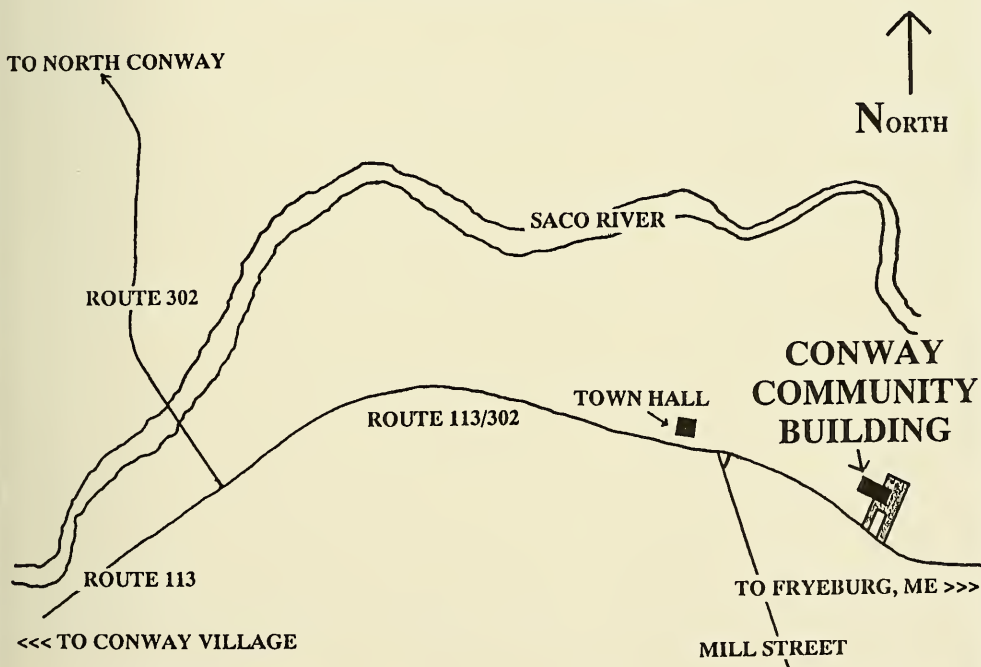 TO NORTH CONWAY
NORTH
SACO RIVER
ROUTE 302
CONWAY
COMMUNITY
BUILDING
TOWN HALL
ROUTE 113/302
ROUTE 113
TO FRYEBURG, ME >>>
<<< TO CONWAY VILLAGE
MILL STREET